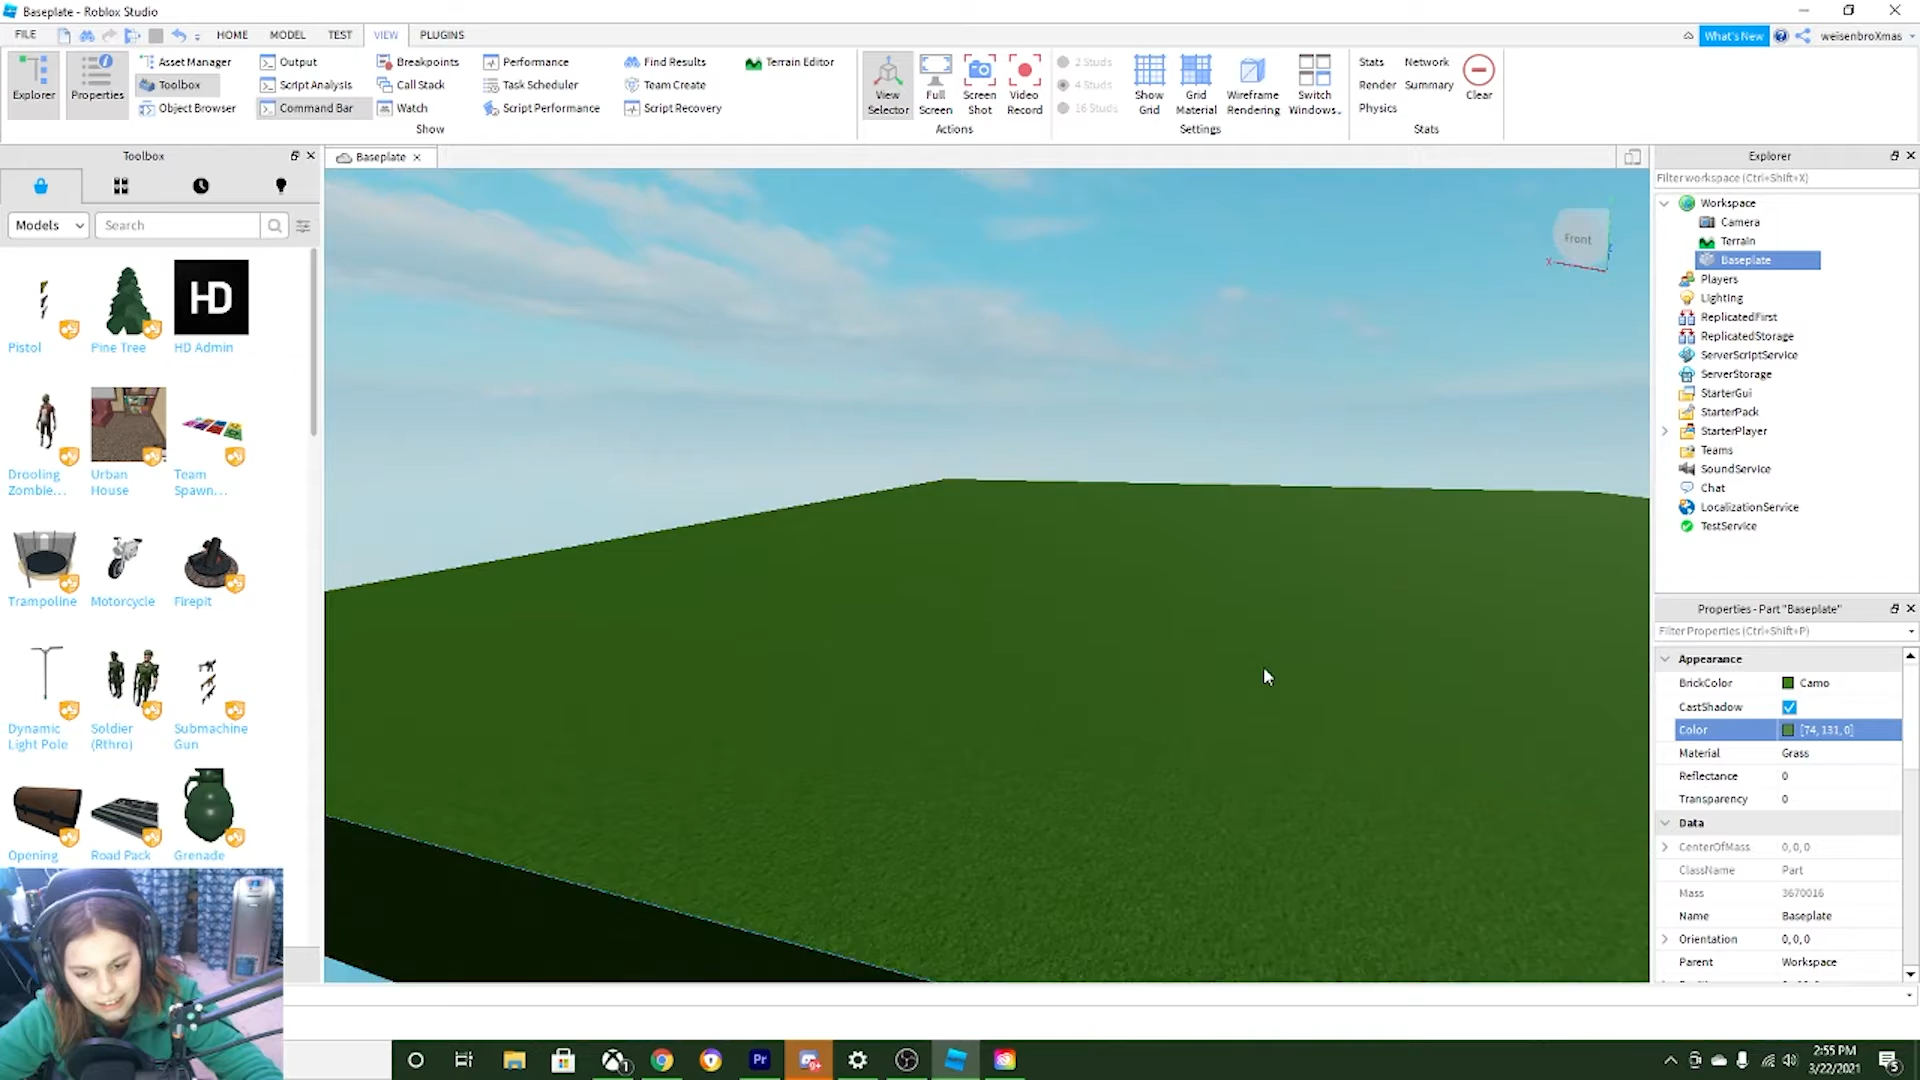 Baseplate - Roblox Studio
FILE HOME MODEL TEST VIEW PLUGINS What's New weisenbroXmas
Explorer
Properties
Asset Manager
Toolbox
Object Browser
Output
Script Analysis
Command Bar
Breakpoints
Call Stack
Watch
Performance
Task Scheduler
Script Performance
Find Results
Team Create
Script Recovery
Terrain Editor
Show
View Selector
Full Screen
Screen Shot
Video Record
Actions
2 Studs
4 Studs
16 Studs
Show Grid
Grid Material
Wireframe Rendering
Switch Windows
Settings
Stats Network
Render Summary
Physics
Clear
Stats
Toolbox
Models Search
Pistol
Pine Tree
HD
HD Admin
Drooling Zombie...
Urban House
Team Spawn...
Trampoline
Motorcycle
Firepit
Dynamic Light Pole
Soldier (Rthro)
Submachine Gun
Opening
Road Pack
Grenade
Baseplate
Front
X
Explorer
Filter workspace (Ctrl+Shift+X)
Workspace
Camera
Terrain
Baseplate
Players
Lighting
ReplicatedFirst
ReplicatedStorage
ServerScriptService
ServerStorage
StarterGui
StarterPack
StarterPlayer
Teams
SoundService
Chat
LocalizationService
TestService
Properties - Part "Baseplate"
Filter Properties (Ctrl+Shift+P)
Appearance
BrickColor Camo
CastShadow
Color [74, 131, 0]
Material Grass
Reflectance 0
Transparency 0
Data
CenterOfMass 0, 0, 0
ClassName Part
Mass 3670016
Name Baseplate
Orientation 0, 0, 0
Parent Workspace
1
Pr
9+
2:55 PM
3/22/2021
5